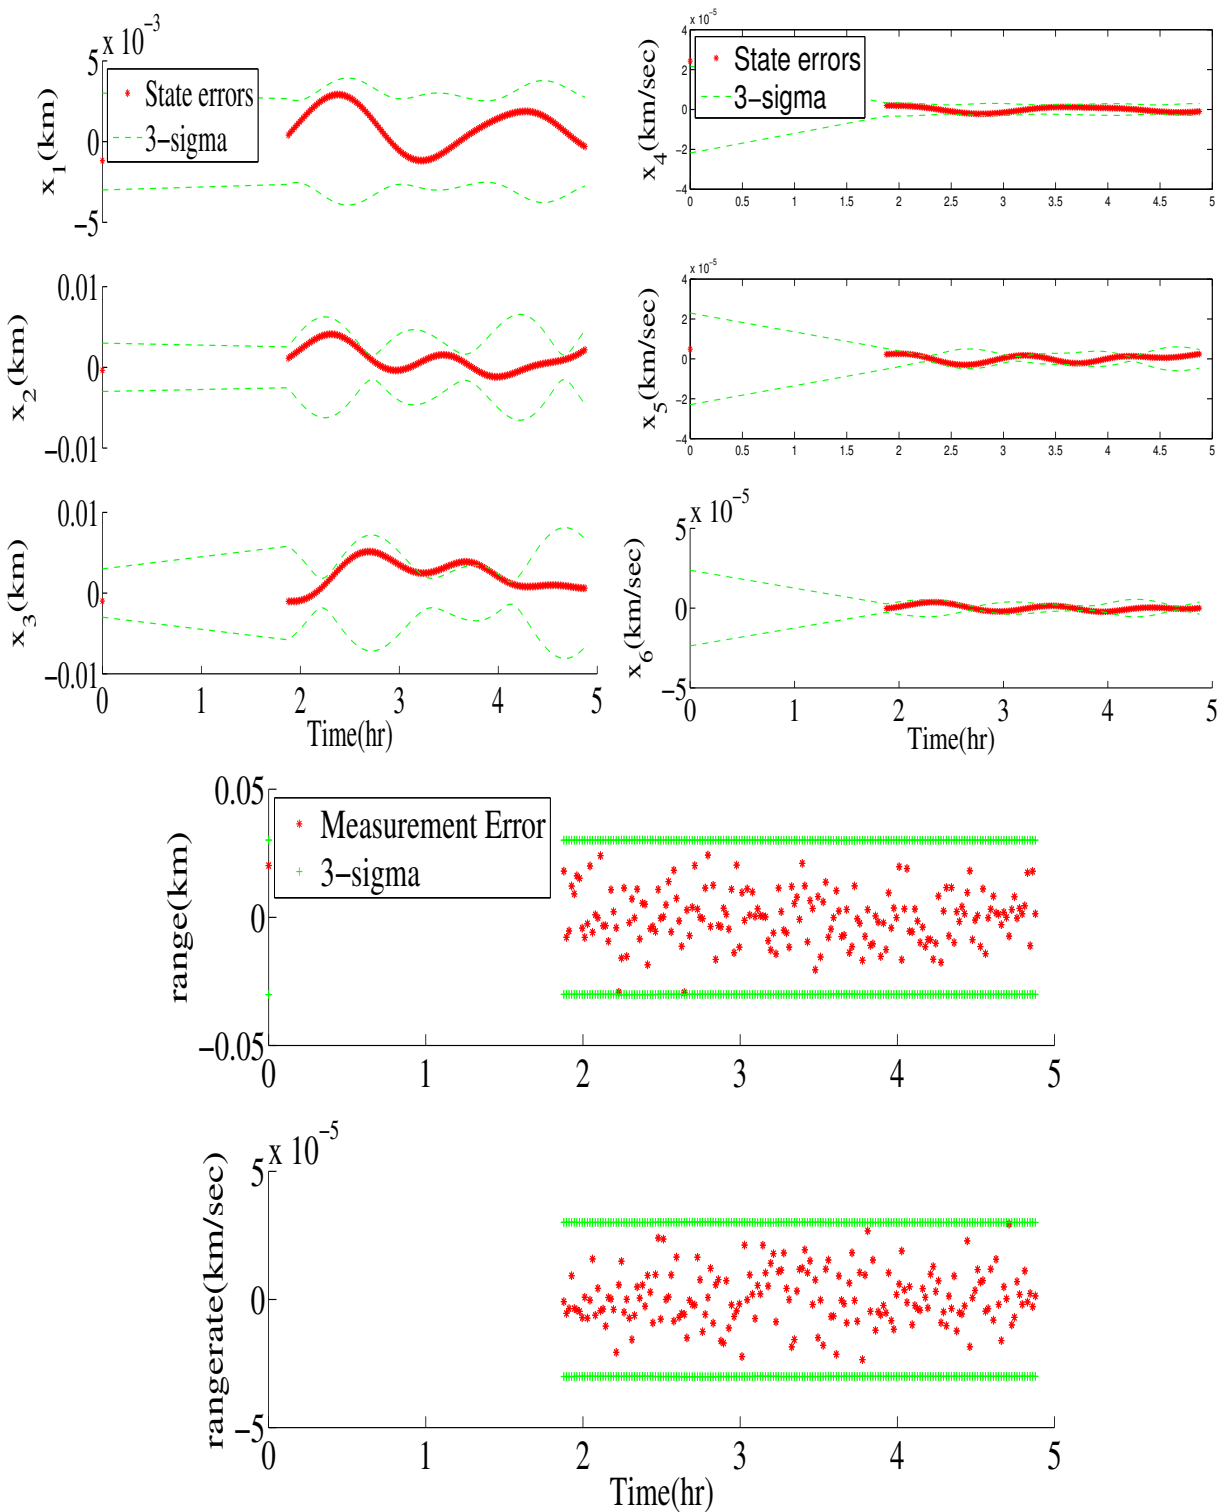 x 10^-3
5
0
-5
x_1(km)
State errors
3-sigma
x 10^-5
4
2
0
-2
-4
x_4(km/sec)
State errors
3-sigma
0 0.5 1 1.5 2 2.5 3 3.5 4 4.5 5
0.01
0
-0.01
x_2(km)
x 10^-5
4
2
0
-2
-4
x_5(km/sec)
0 0.5 1 1.5 2 2.5 3 3.5 4 4.5 5
0.01
0
-0.01
x_3(km)
0 1 2 3 4 5
Time(hr)
x 10^-5
5
0
-5
x_6(km/sec)
0 1 2 3 4 5
Time(hr)
0.05
0
-0.05
range(km)
Measurement Error
3-sigma
0 1 2 3 4 5
x 10^-5
5
0
-5
rangerate(km/sec)
0 1 2 3 4 5
Time(hr)